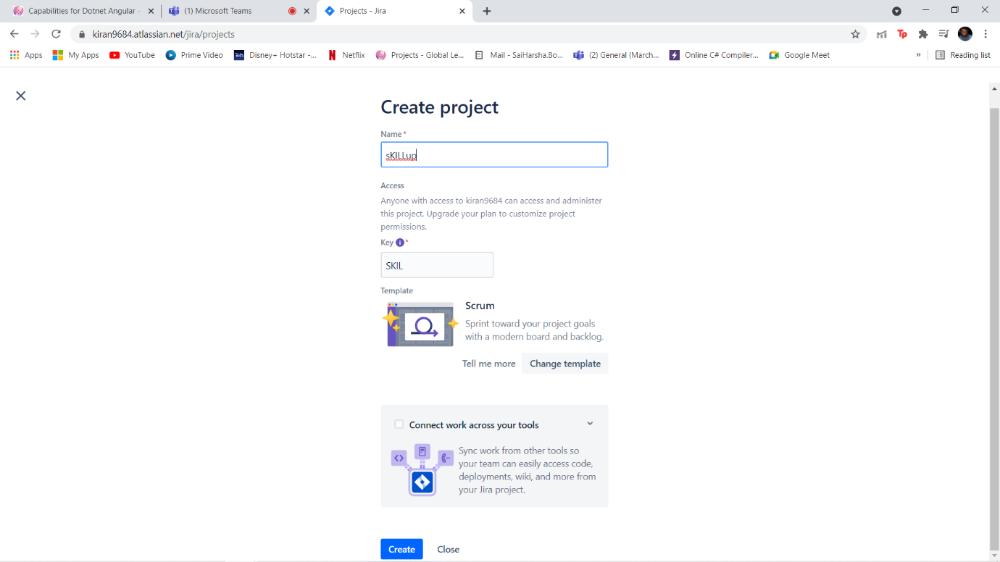 Capabilities for Dotnet Angular -
(1) Microsoft Teams
Projects - Jira
kiran9684.atlassian.net/jira/projects
Tp
Apps
My Apps
YouTube
Prime Video
Disney+ Hotstar -...
Netflix
Projects - Global Le...
Mail - SaiHarsha.Bo...
(2) General (March...
Online C# Compiler...
Google Meet
»
Reading list
Create project
Name *
sKILLup
Access
Anyone with access to kiran9684 can access and administer
this project. Upgrade your plan to customize project
permissions.
Key i *
SKIL
Template
Scrum
Sprint toward your project goals
with a modern board and backlog.
Tell me more
Change template
Connect work across your tools
Sync work from other tools so
your team can easily access code,
deployments, wiki, and more from
your Jira project.
Create
Close